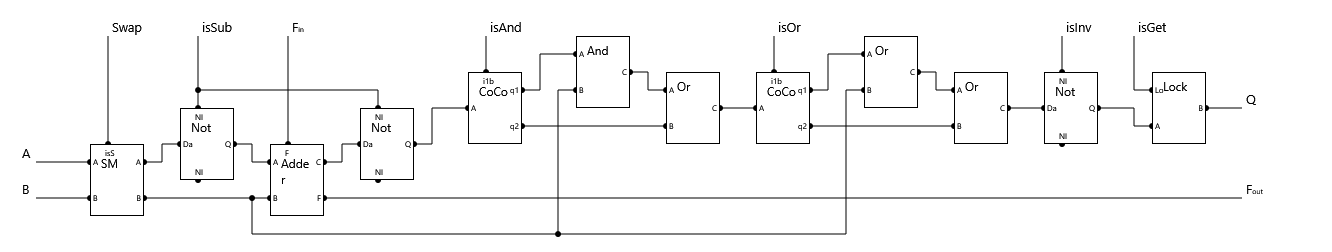 Swap
isSub
Fin
isAnd
isOr
isInv
isGet
A
B
isS
SM
A
B
A
B
NI
Not
Da
Q
NI
F
Adde
r
A
B
C
F
NI
Not
Da
Q
NI
i1b
CoCo
A
q1
q2
And
A
B
C
Or
A
B
C
i1b
CoCo
A
q1
q2
Or
A
B
C
Or
A
B
C
NI
Not
Da
Q
NI
Lo
Lock
A
B
Q
Fout